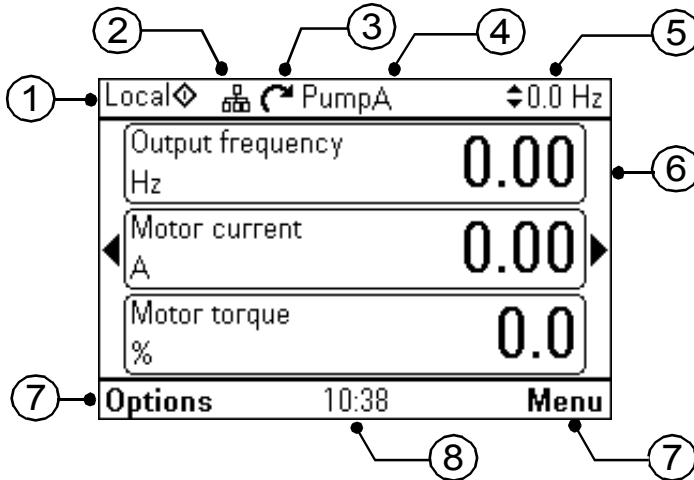 2 3 4 5
1 Local PumpA 0.0 Hz
Output frequency
Hz
0.00
6
Motor current
A
0.00
Motor torque
%
0.0
7 Options 10:38 Menu
8 7